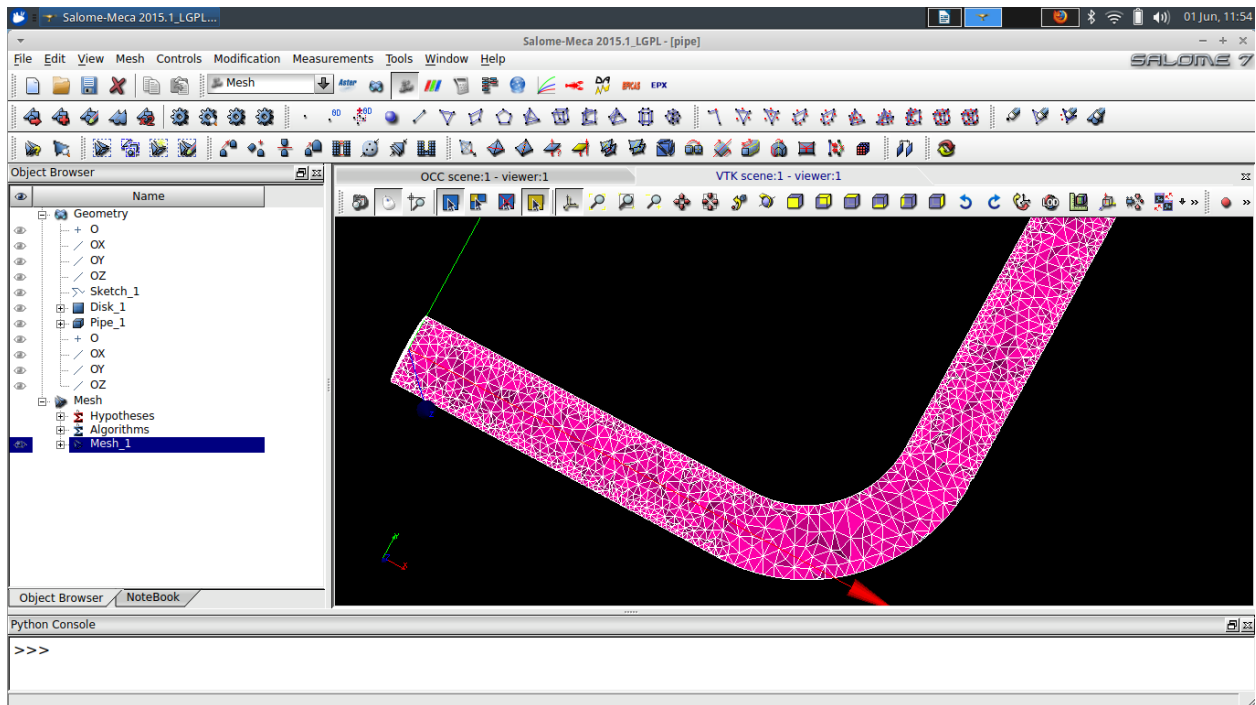 Salome-Meca 2015.1_LGPL...
01 Jun, 11:54
Salome-Meca 2015.1_LGPL - [pipe]
File Edit View Mesh Controls Modification Measurements Tools Window Help
SALOME 7
Mesh
Aster
EPX
0D
0D
Object Browser
OCC scene:1 - viewer:1
VTK scene:1 - viewer:1
Name
Geometry
O
OX
OY
OZ
Sketch_1
Disk_1
Pipe_1
O
OX
OY
OZ
Mesh
Hypotheses
Algorithms
Mesh_1
Object Browser
NoteBook
Python Console
>>>